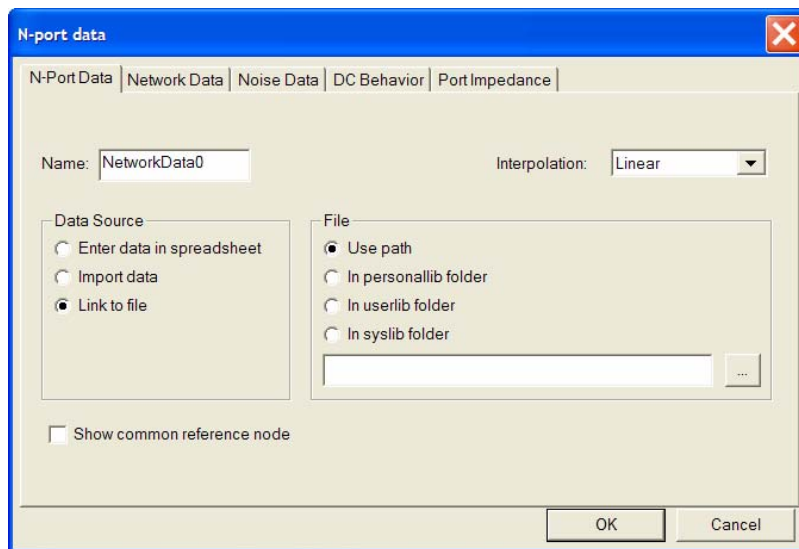 N-port data
N-Port Data Network Data Noise Data DC Behavior Port Impedance
Name: NetworkData0 Interpolation: Linear
Data Source
Enter data in spreadsheet
Import data
Link to file
File
Use path
In personallib folder
In userlib folder
In syslib folder
...
Show common reference node
OK Cancel